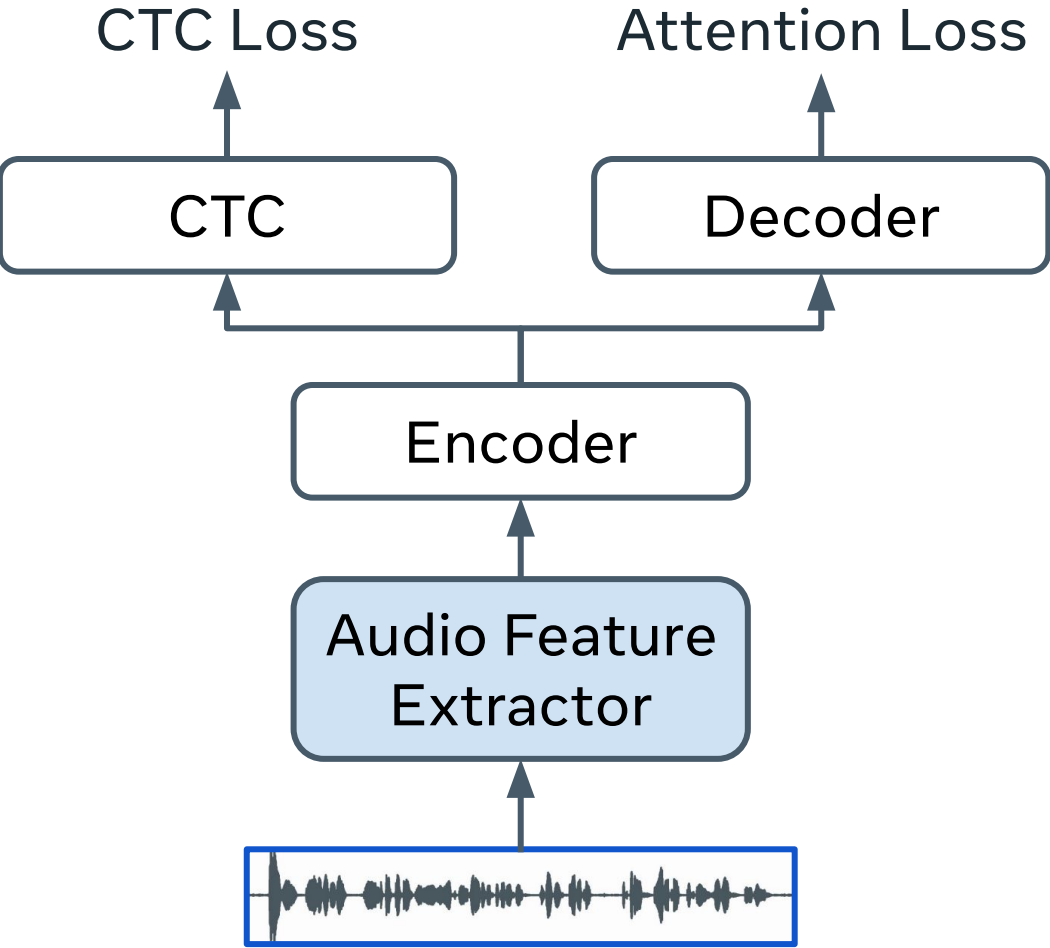 CTC Loss
Attention Loss
CTC
Decoder
Encoder
Audio Feature
Extractor